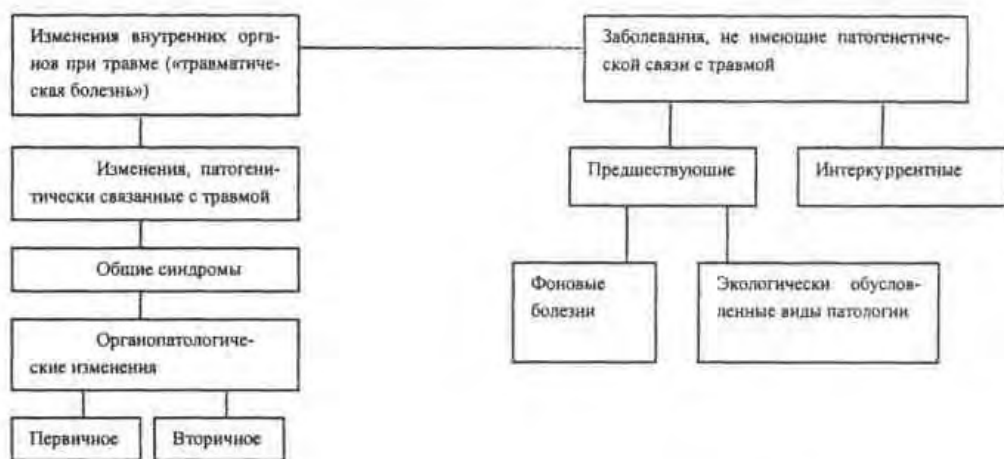 Изменения внутренних орга-
нов при травме («травматиче-
ская болезнь»)
Заболевания, не имеющие патогенетиче-
ской связи с травмой
Изменения, патогени-
тически связанные с травмой
Предшествующие
Интеркуррентные
Общие синдромы
Фоновые
болезни
Экологически обуслов-
ленные виды патологии
Органопатологиче-
ские изменения
Первичное
Вторичное